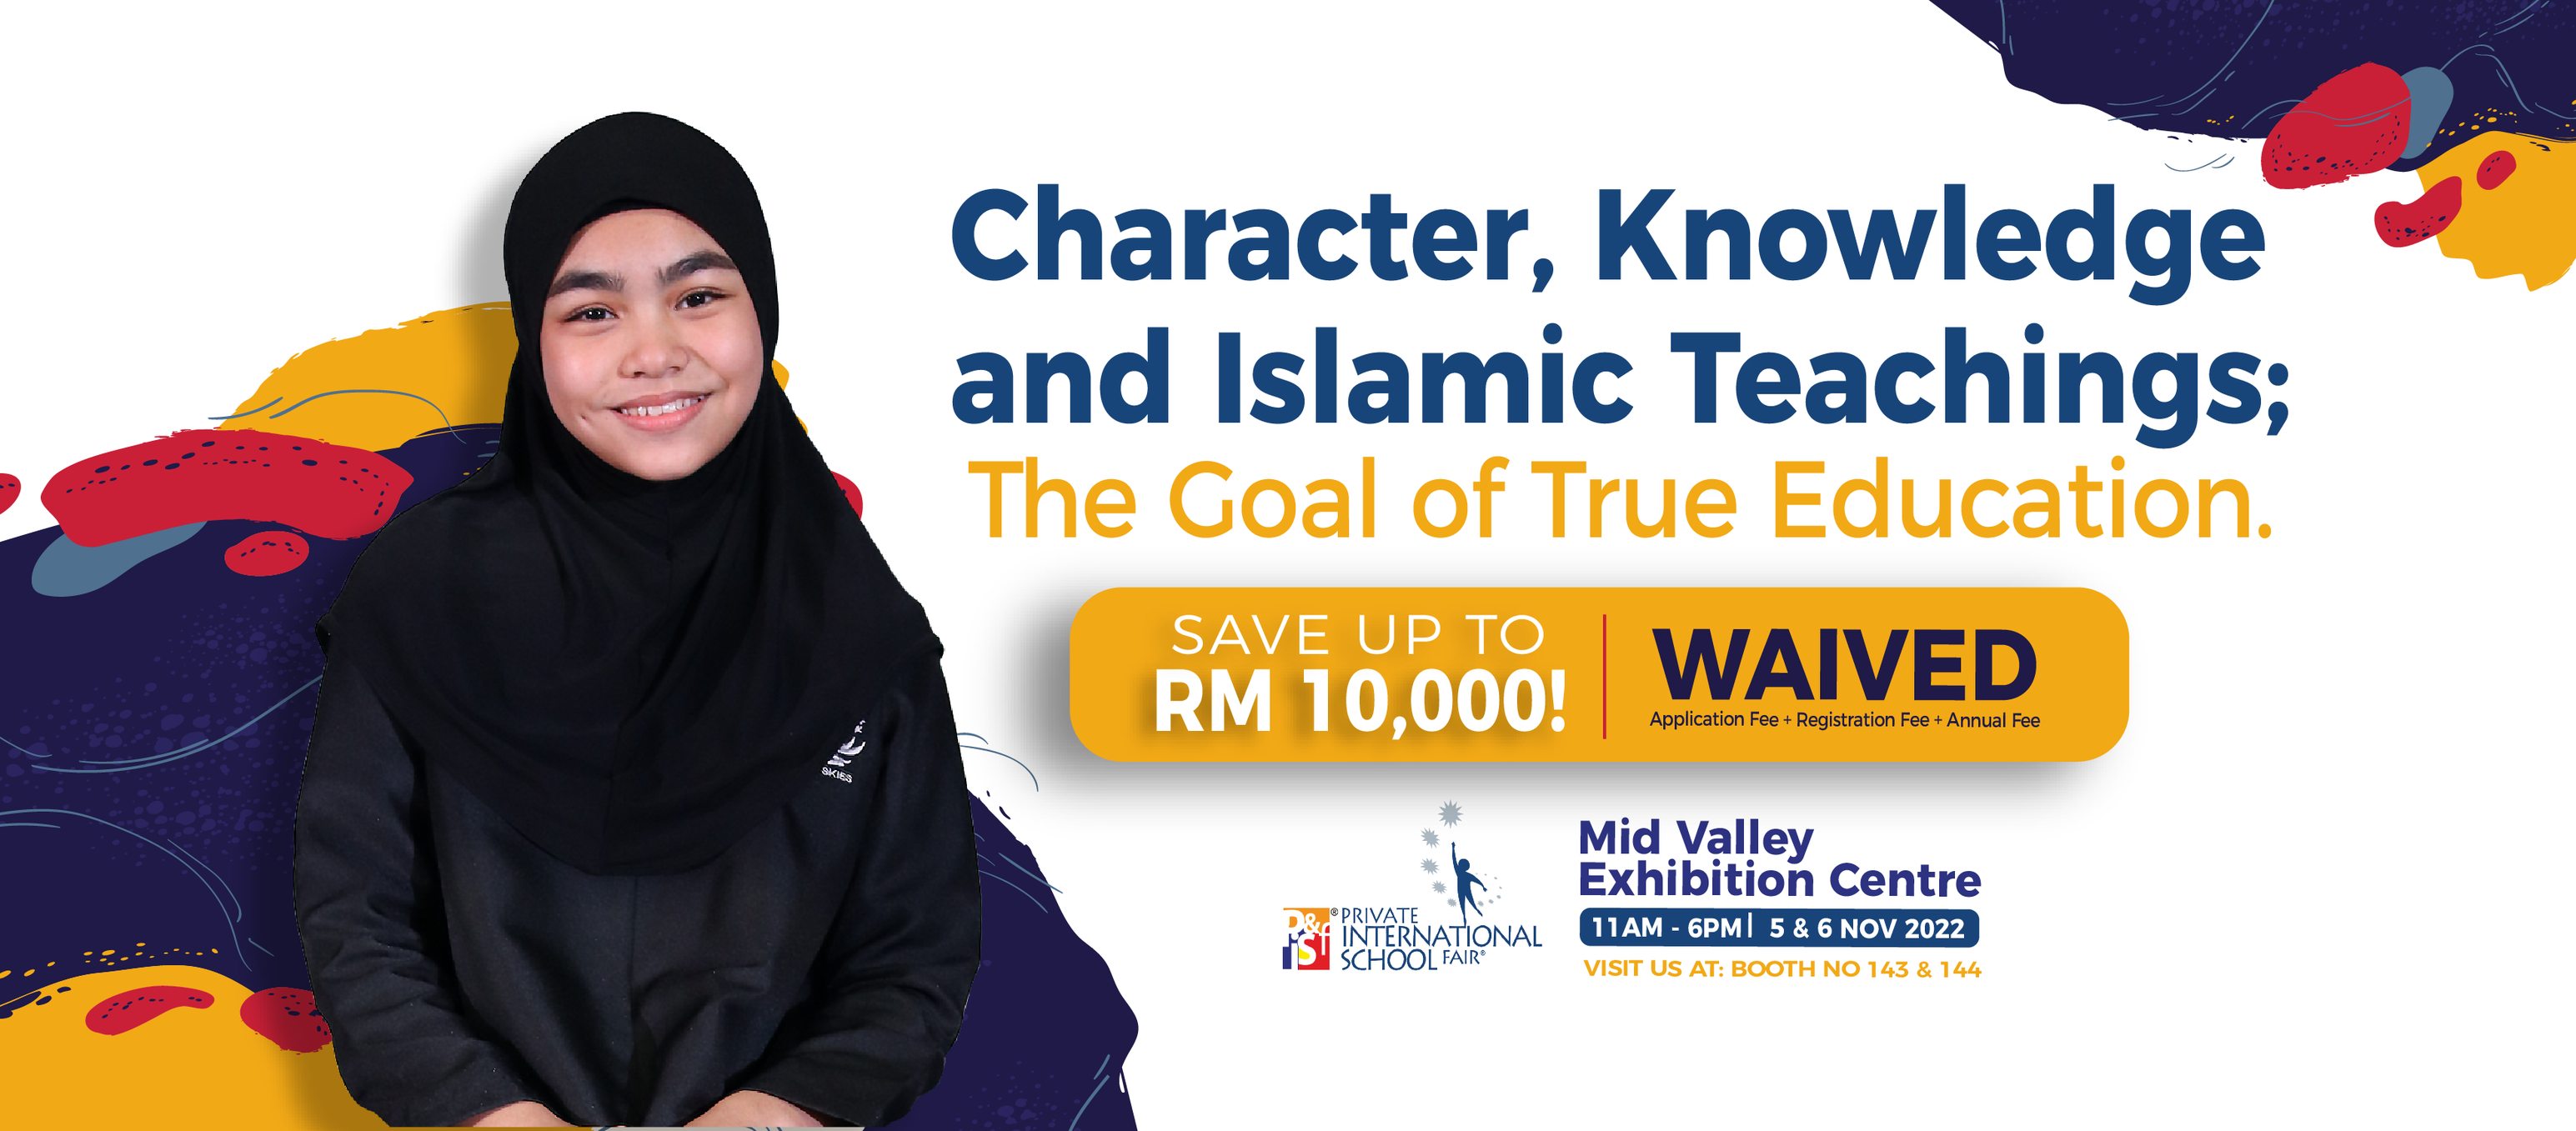 Character, Knowledge
and Islamic Teachings;
The Goal of True Education.
SAVE UP TO
RM 10,000!
WAIVED
Application Fee + Registration Fee + Annual Fee
SKIES
P&f
iSf
® PRIVATE
INTERNATIONAL
SCHOOL FAIR®
Mid Valley
Exhibition Centre
11AM - 6PM | 5 & 6 NOV 2022
VISIT US AT: BOOTH NO 143 & 144